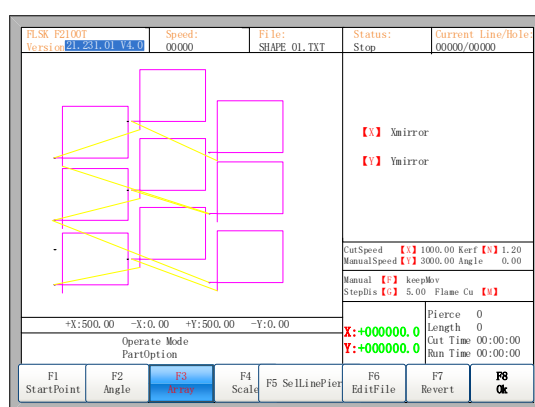 FLSK F2100T Speed: File: Status: Current Line/Hole:
Version 21.231.01 V4.0 00000 SHAPE 01.TXT Stop 00000/00000
【X】 Xmirror
【Y】 Ymirror
CutSpeed 【X】 1000.00 Kerf【N】1.20
ManualSpeed【Y】3000.00 Angle 0.00
Manual 【F】 keepMov
StepDis【G】 5.00 Flame Cu 【M】
+X:500.00 -X:0.00 +Y:500.00 -Y:0.00
Operate Mode
PartOption
X:+000000.0
Y:+000000.0
Pierce 0
Length 0
Cut Time 00:00:00
Run Time 00:00:00
F1 F2 F3 F4 F5 SelLinePier F6 F7 F8
StartPoint Angle Array Scale EditFile Revert Ok